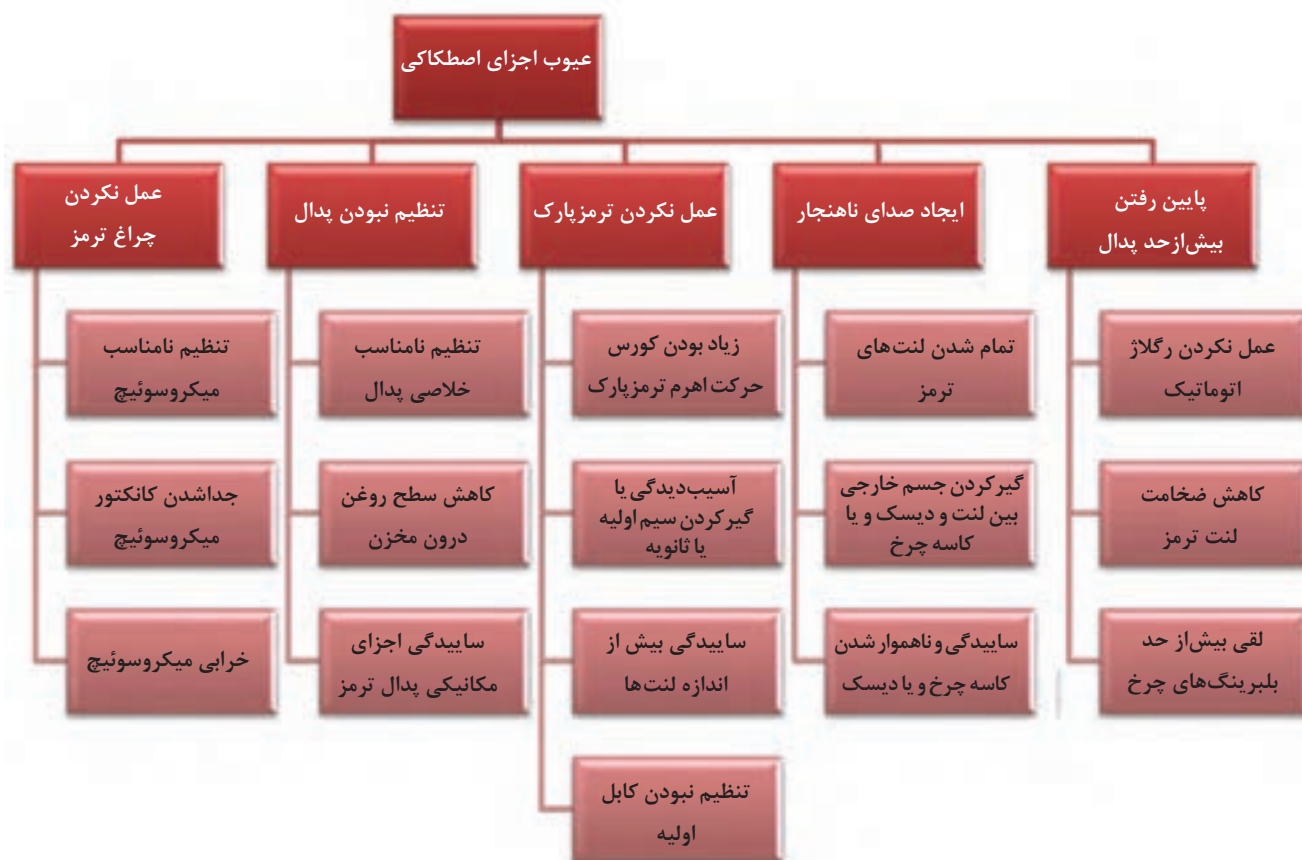 عیوب اجزای اصطکاکی
پایین رفتن
بیش‌ازحد پدال
عمل نکردن رگلاژ
اتوماتیک
کاهش ضخامت
لنت ترمز
لقی بیش‌از حد
بلبرینگ‌های چرخ
ایجاد صدای ناهنجار
تمام شدن لنت‌های
ترمز
گیرکردن جسم خارجی
بین لنت و دیسک و یا
کاسه چرخ
ساییدگی و ناهموار شدن
کاسه چرخ و یا دیسک
عمل نکردن ترمزپارک
زیاد بودن کورس
حرکت اهرم ترمزپارک
آسیب‌دیدگی یا
گیرکردن سیم اولیه
یا ثانویه
ساییدگی بیش از
اندازه لنت‌ها
تنظیم نبودن کابل
اولیه
تنظیم نبودن پدال
تنظیم نامناسب
خلاصی پدال
کاهش سطح روغن
درون مخزن
ساییدگی اجزای
مکانیکی پدال ترمز
عمل نکردن
چراغ ترمز
تنظیم نامناسب
میکروسوئیچ
جداشدن کانکتور
میکروسوئیچ
خرابی میکروسوئیچ